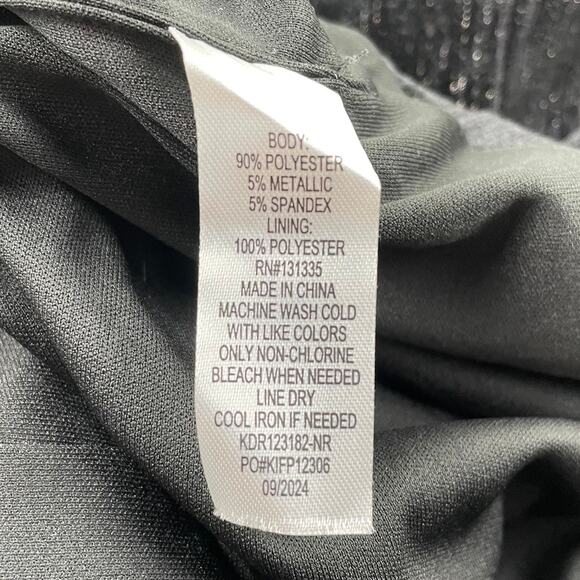 BODY:
90% POLYESTER
5% METALLIC
5% SPANDEX
LINING:
100% POLYESTER
RN#131335
MADE IN CHINA
MACHINE WASH COLD
WITH LIKE COLORS
ONLY NON-CHLORINE
BLEACH WHEN NEEDED
LINE DRY
COOL IRON IF NEEDED
KDR123182-NR
PO#KIFP12306
09/2024